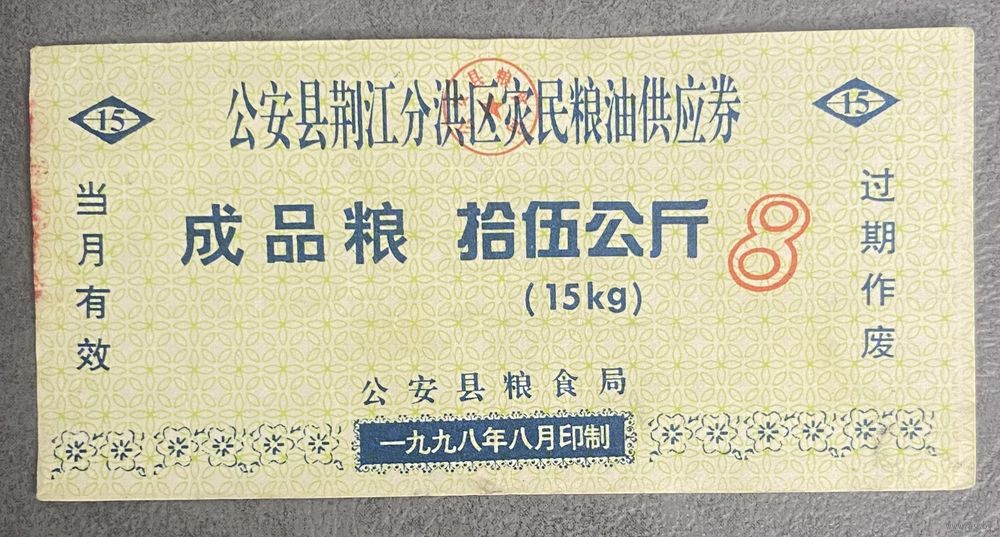 公安县荆江分洪区灾民粮油供应券
15
15
当月有效
成品粮 拾伍公斤
8
(15kg)
过期作废
公安县粮食局
一九九八年八月印制